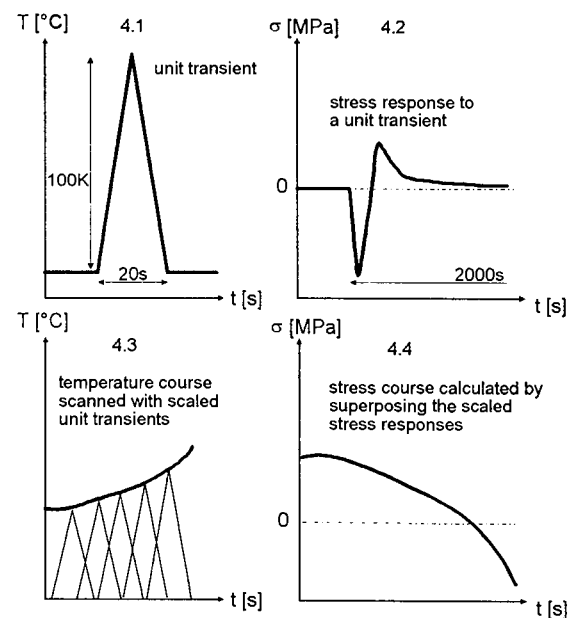 T [°C]
4.1
unit transient
100K
20s
t [s]
σ [MPa]
4.2
stress response to
a unit transient
0
2000s
t [s]
T [°C]
4.3
temperature course
scanned with scaled
unit transients
t [s]
σ [MPa]
4.4
stress course calculated by
superposing the scaled
stress responses
0
t [s]